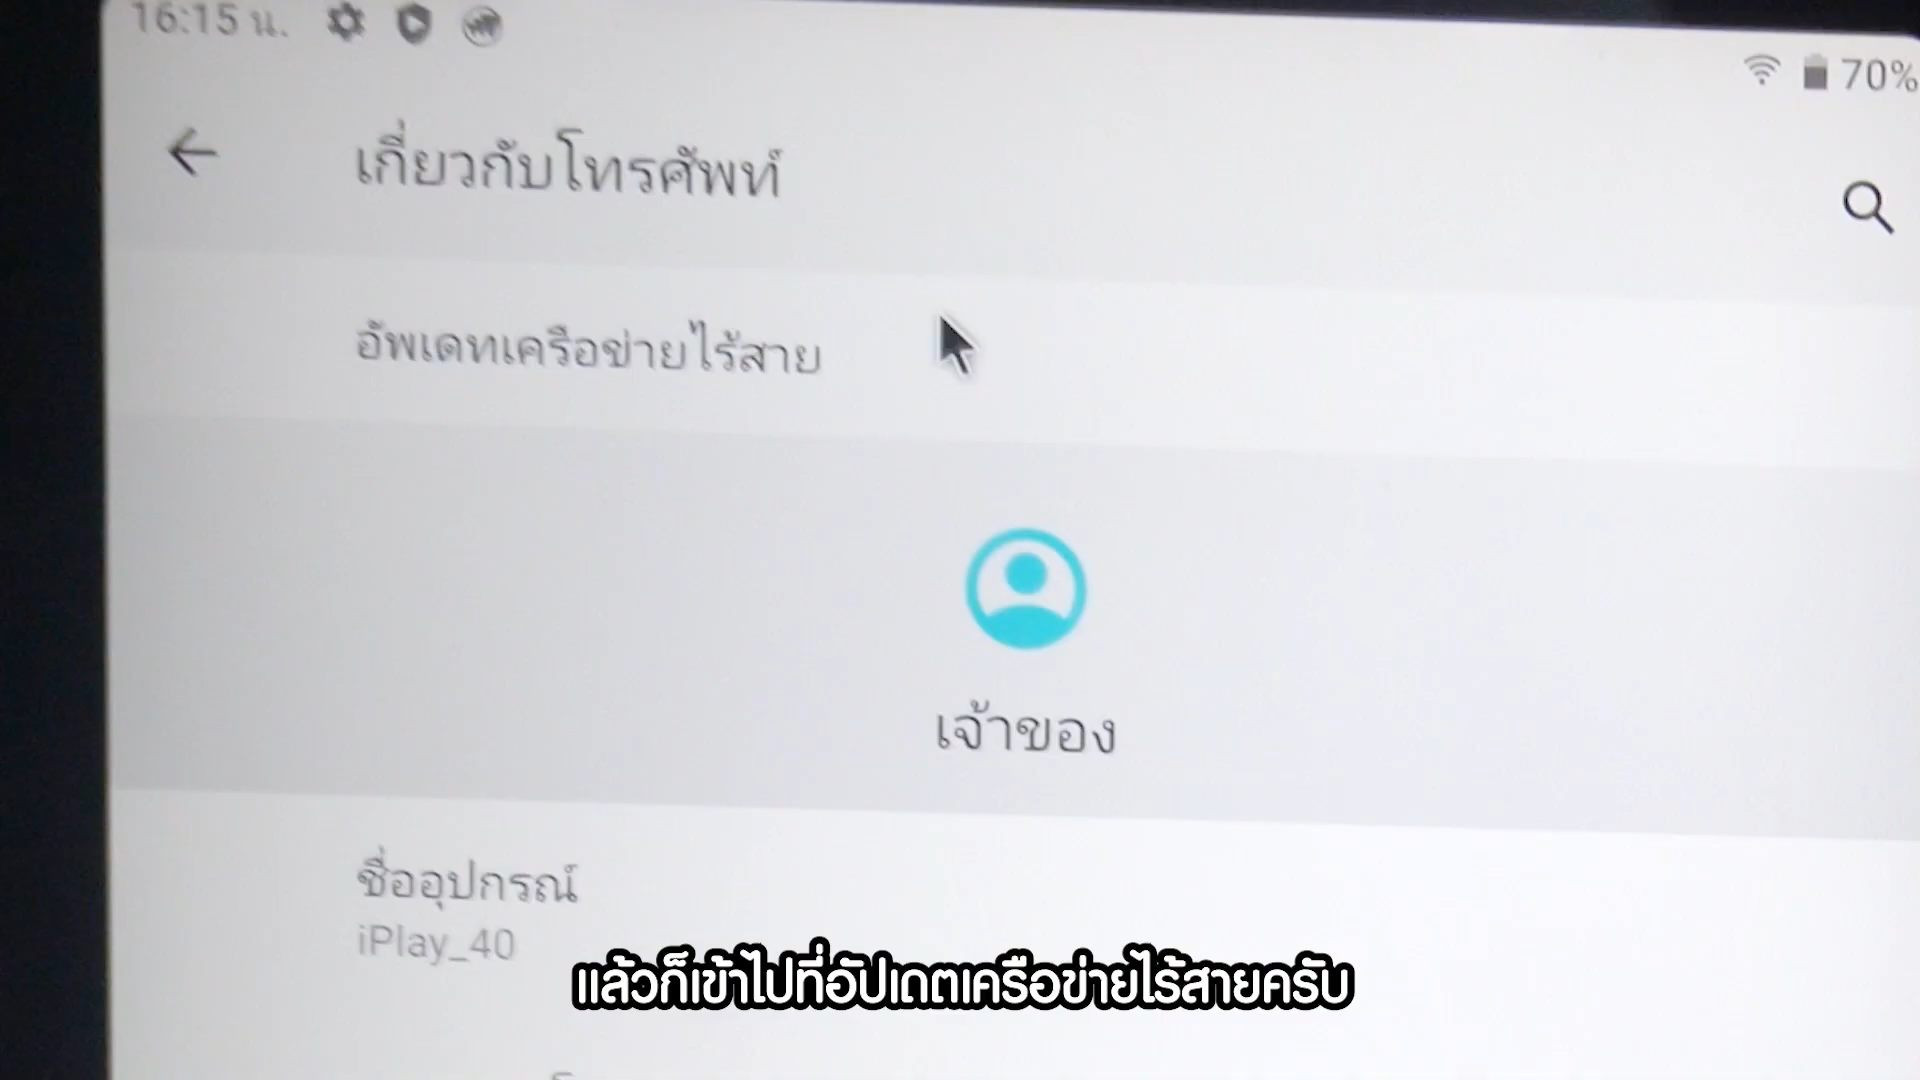 16:15 น.
70%
เกี่ยวกับโทรศัพท์
อัพเดทเครือข่ายไร้สาย
เจ้าของ
ชื่ออุปกรณ์
iPlay_40
แล้วก็เข้าไปที่อัปเดตเครือข่ายไร้สายครับ